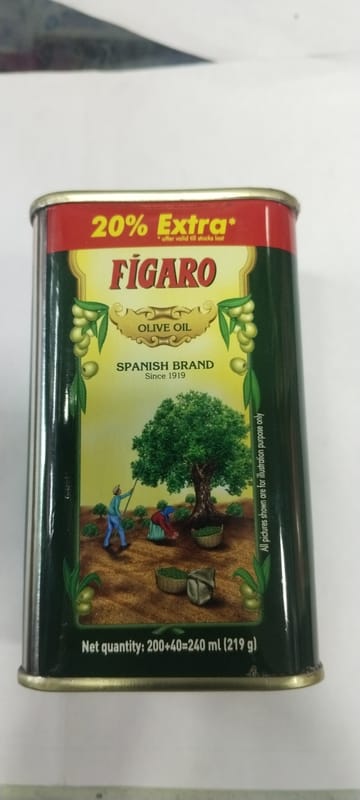 20% Extra*
* offer valid till stocks last
FÍGARO
OLIVE OIL
SPANISH BRAND
Since 1919
All pictures shown are for illustration purpose only
Net quantity: 200+40=240 ml (219 g)